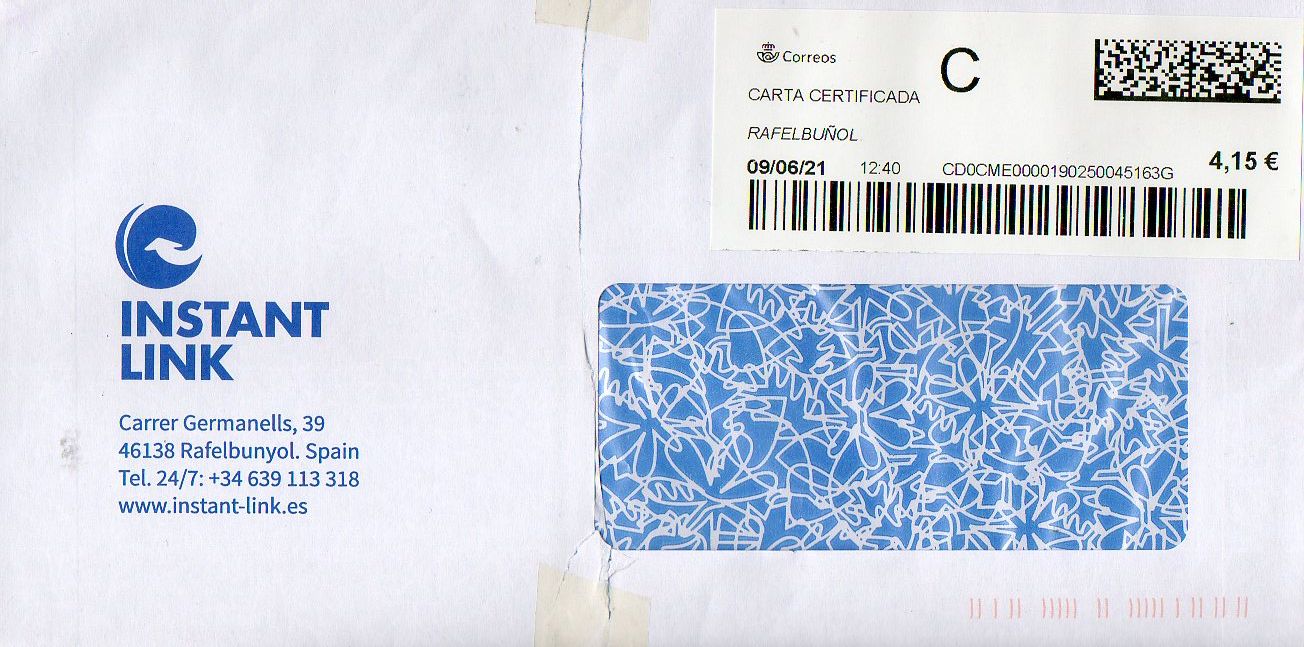 Correos
C
CARTA CERTIFICADA
RAFELBUÑOL
09/06/21 12:40 CD0CME0000190250045163G 4,15 €
INSTANT
LINK
Carrer Germanells, 39
46138 Rafelbunyol. Spain
Tel. 24/7: +34 639 113 318
www.instant-link.es